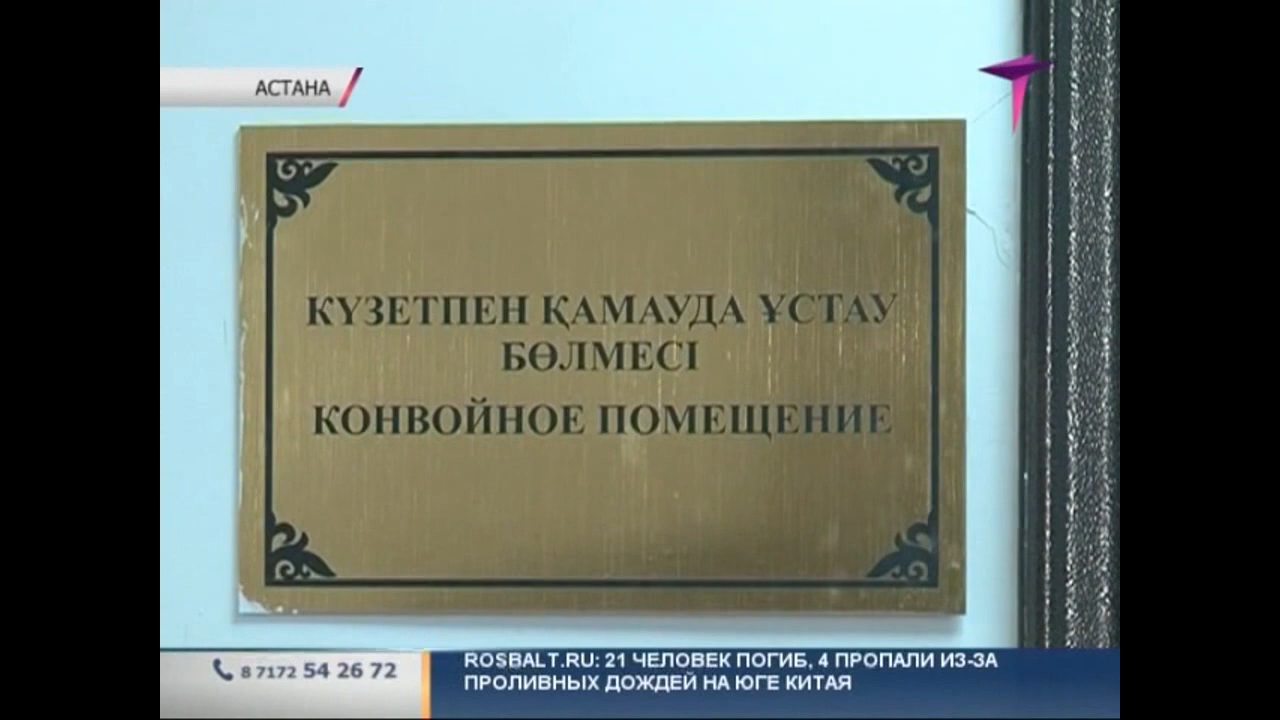 АСТАНА
КҮЗЕТПЕН ҚАМАУДА ҰСТАУ
БӨЛМЕСІ
КОНВОЙНОЕ ПОМЕЩЕНИЕ
8 7172 54 26 72
ROSBALT.RU: 21 ЧЕЛОВЕК ПОГИБ, 4 ПРОПАЛИ ИЗ-ЗА
ПРОЛИВНЫХ ДОЖДЕЙ НА ЮГЕ КИТАЯ